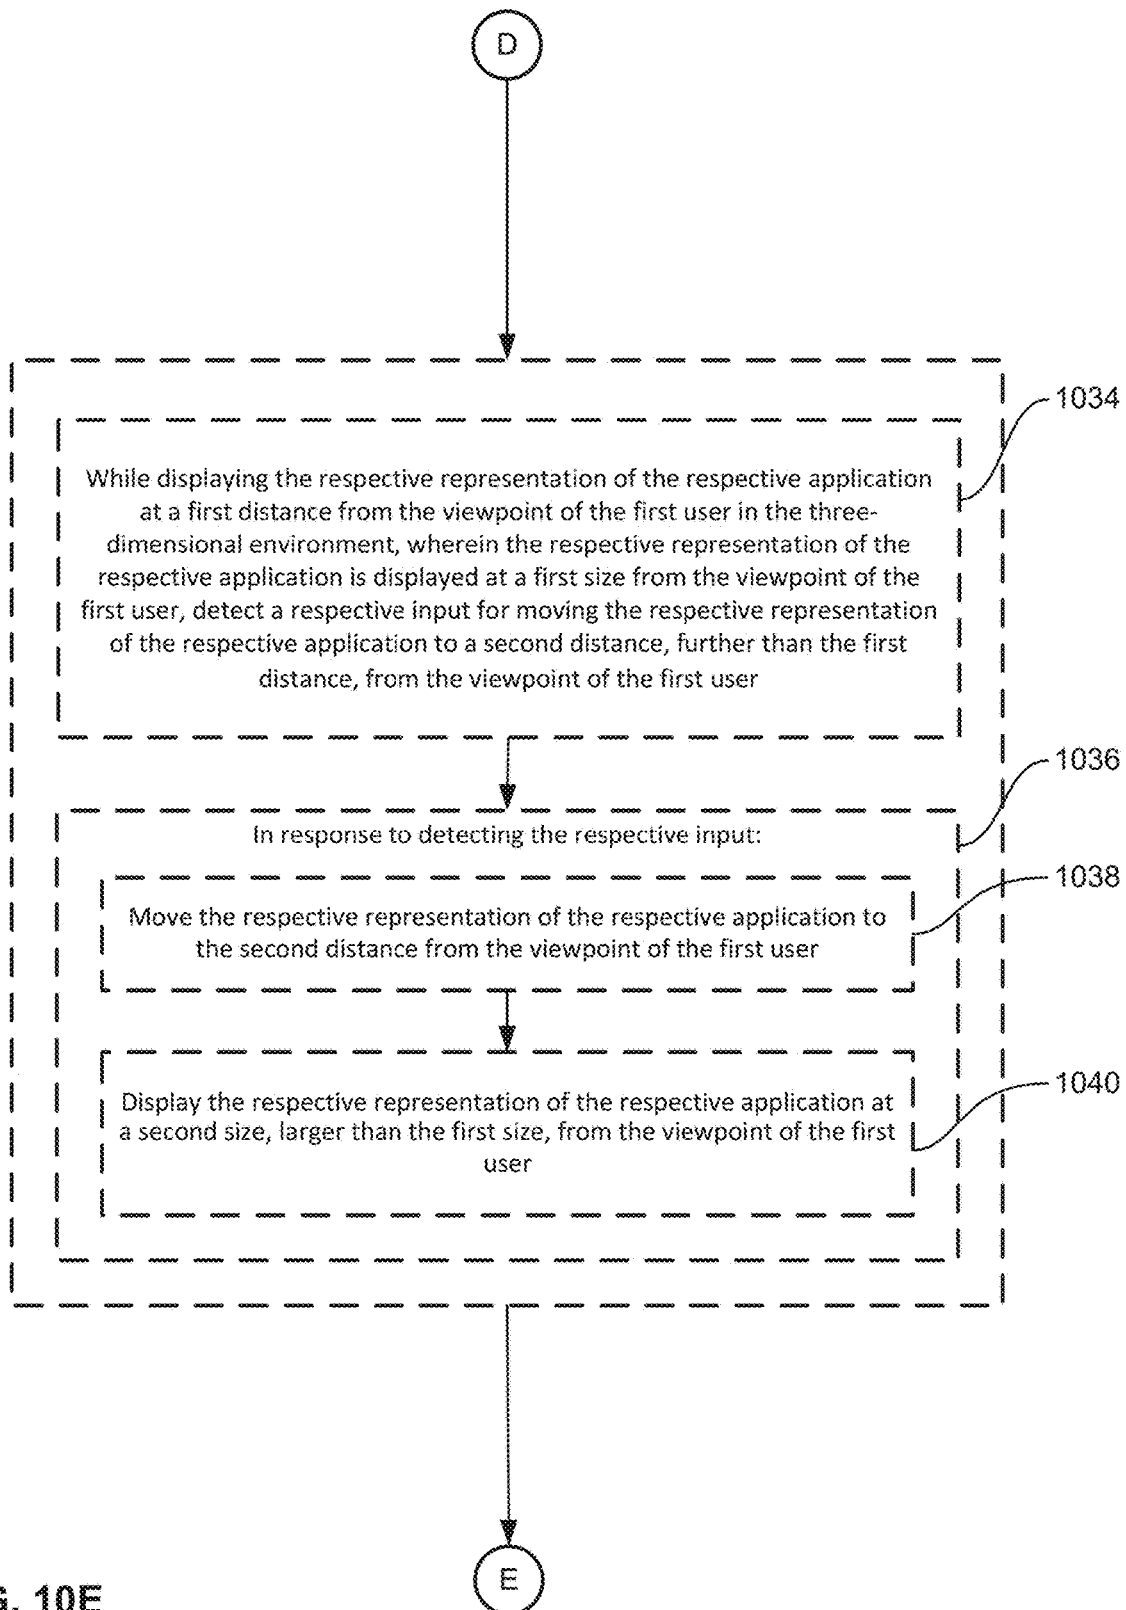 D
1034
While displaying the respective representation of the respective application
at a first distance from the viewpoint of the first user in the three-
dimensional environment, wherein the respective representation of the
respective application is displayed at a first size from the viewpoint of the
first user, detect a respective input for moving the respective representation
of the respective application to a second distance, further than the first
distance, from the viewpoint of the first user
1036
In response to detecting the respective input:
1038
Move the respective representation of the respective application to
the second distance from the viewpoint of the first user
1040
Display the respective representation of the respective application at
a second size, larger than the first size, from the viewpoint of the first
user
E
G. 10E